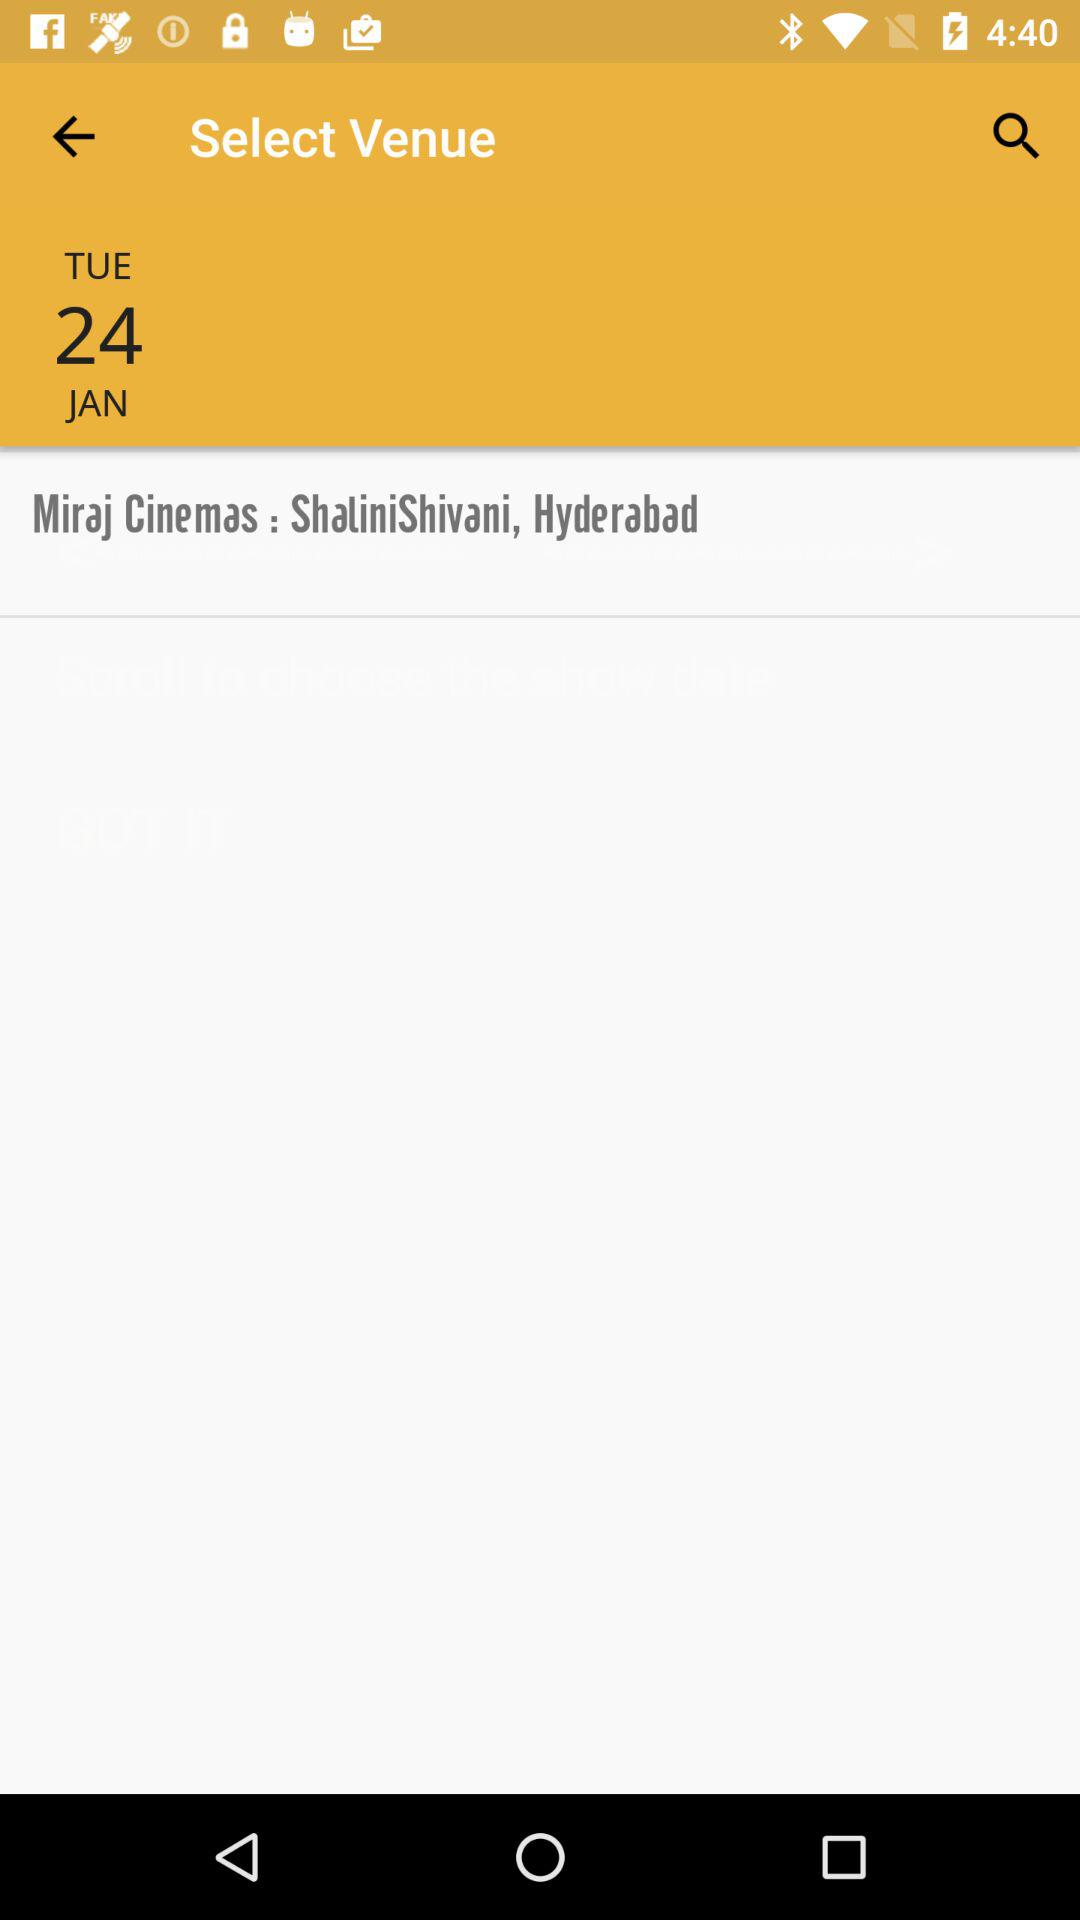 FAKE
4:40
Select Venue
TUE
24
JAN
Miraj Cinemas : ShaliniShivani, Hyderabad
Scroll to choose the show date
GOT IT